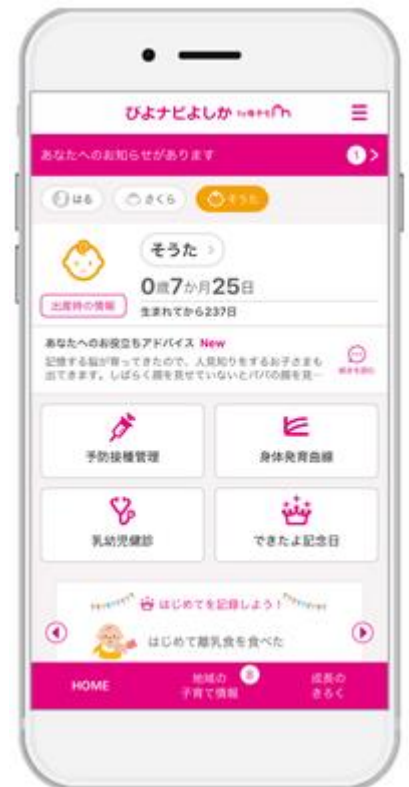 ぴよナビよしか
あなたへのお知らせがあります 1
はる さくら そうた
そうた
0歳7か月25日
出産時の情報
生まれてから237日
あなたへのお役立ちアドバイス New
記憶する脳が育ってきたので、人見知りをするお子さまも
出てきます。しばらく顔を見せていないとパパの顔を見…
続きを読む
予防接種管理 身体発育曲線
乳幼児健診 できたよ記念日
はじめてを記録しよう！
はじめて離乳食を食べた
HOME
地域の
子育て情報
8
成長の
きろく